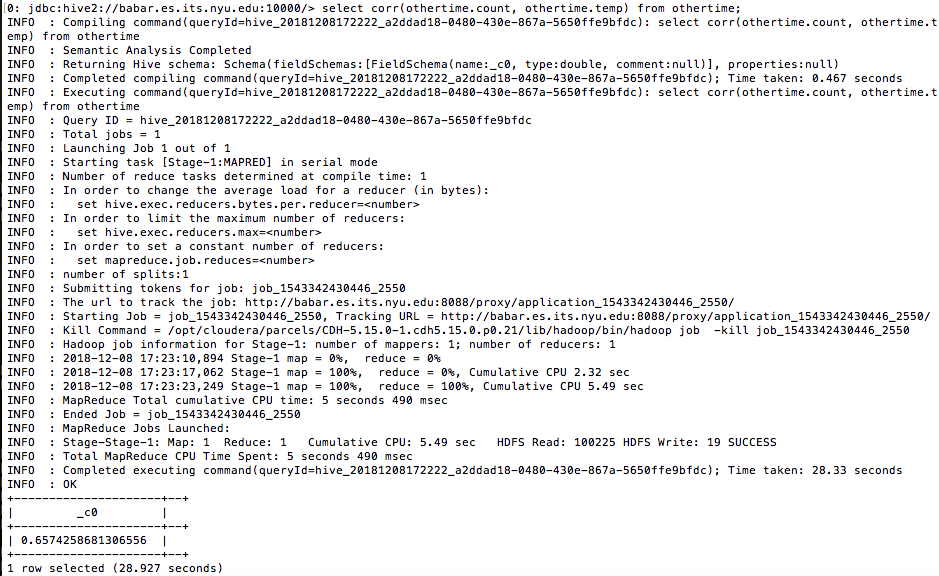 0: jdbc:hive2://babar.es.its.nyu.edu:10000/> select corr(othertime.count, othertime.temp) from othertime;
INFO  : Compiling command(queryId=hive_20181208172222_a2ddad18-0480-430e-867a-5650ffe9bfdc): select corr(othertime.count, othertime.t
emp) from othertime
INFO  : Semantic Analysis Completed
INFO  : Returning Hive schema: Schema(fieldSchemas:[FieldSchema(name:_c0, type:double, comment:null)], properties:null)
INFO  : Completed compiling command(queryId=hive_20181208172222_a2ddad18-0480-430e-867a-5650ffe9bfdc); Time taken: 0.467 seconds
INFO  : Executing command(queryId=hive_20181208172222_a2ddad18-0480-430e-867a-5650ffe9bfdc): select corr(othertime.count, othertime.t
emp) from othertime
INFO  : Query ID = hive_20181208172222_a2ddad18-0480-430e-867a-5650ffe9bfdc
INFO  : Total jobs = 1
INFO  : Launching Job 1 out of 1
INFO  : Starting task [Stage-1:MAPRED] in serial mode
INFO  : Number of reduce tasks determined at compile time: 1
INFO  : In order to change the average load for a reducer (in bytes):
INFO  :   set hive.exec.reducers.bytes.per.reducer=<number>
INFO  : In order to limit the maximum number of reducers:
INFO  :   set hive.exec.reducers.max=<number>
INFO  : In order to set a constant number of reducers:
INFO  :   set mapreduce.job.reduces=<number>
INFO  : number of splits:1
INFO  : Submitting tokens for job: job_1543342430446_2550
INFO  : The url to track the job: http://babar.es.its.nyu.edu:8088/proxy/application_1543342430446_2550/
INFO  : Starting Job = job_1543342430446_2550, Tracking URL = http://babar.es.its.nyu.edu:8088/proxy/application_1543342430446_2550/
INFO  : Kill Command = /opt/cloudera/parcels/CDH-5.15.0-1.cdh5.15.0.p0.21/lib/hadoop/bin/hadoop job  -kill job_1543342430446_2550
INFO  : Hadoop job information for Stage-1: number of mappers: 1; number of reducers: 1
INFO  : 2018-12-08 17:23:10,894 Stage-1 map = 0%,  reduce = 0%
INFO  : 2018-12-08 17:23:17,062 Stage-1 map = 100%,  reduce = 0%, Cumulative CPU 2.32 sec
INFO  : 2018-12-08 17:23:23,249 Stage-1 map = 100%,  reduce = 100%, Cumulative CPU 5.49 sec
INFO  : MapReduce Total cumulative CPU time: 5 seconds 490 msec
INFO  : Ended Job = job_1543342430446_2550
INFO  : MapReduce Jobs Launched:
INFO  : Stage-Stage-1: Map: 1  Reduce: 1   Cumulative CPU: 5.49 sec   HDFS Read: 100225 HDFS Write: 19 SUCCESS
INFO  : Total MapReduce CPU Time Spent: 5 seconds 490 msec
INFO  : Completed executing command(queryId=hive_20181208172222_a2ddad18-0480-430e-867a-5650ffe9bfdc); Time taken: 28.33 seconds
INFO  : OK
+---------------------+--+
|         _c0         |
+---------------------+--+
| 0.6574258681306556  |
+---------------------+--+
1 row selected (28.927 seconds)